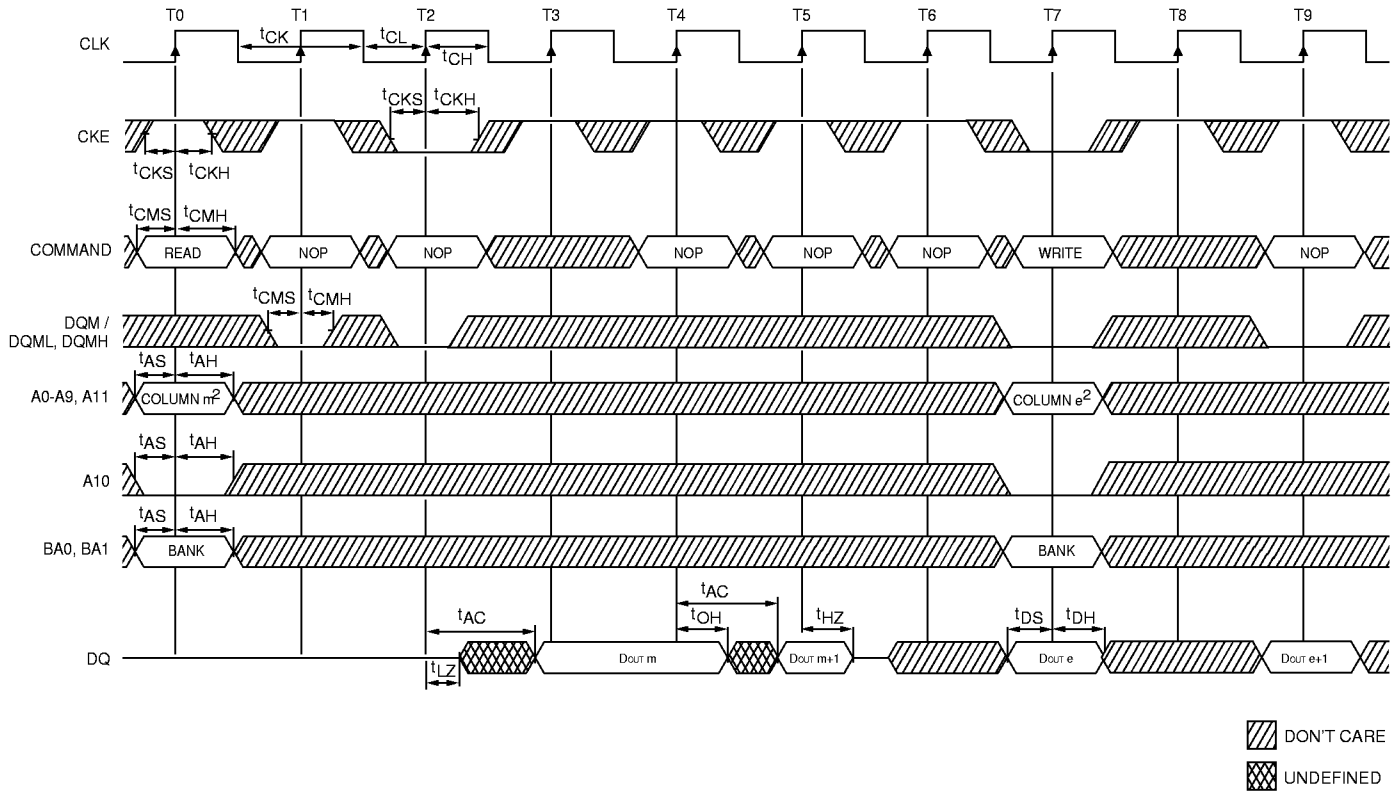 T0 T1 T2 T3 T4 T5 T6 T7 T8 T9
CLK tCK tCL tCH
tCKS tCKH
CKE
tCKS tCKH
tCMS tCMH
COMMAND READ NOP NOP NOP NOP NOP WRITE NOP
tCMS tCMH
DQM /
DQML, DQMH
tAS tAH
A0-A9, A11 COLUMN m2 COLUMN e2
tAS tAH
A10
tAS tAH
BA0, BA1 BANK BANK
tAC
tAC tOH tHZ tDS tDH
DQ DOUT m DOUT m+1 DOUT e DOUT e+1
tLZ
DON'T CARE
UNDEFINED